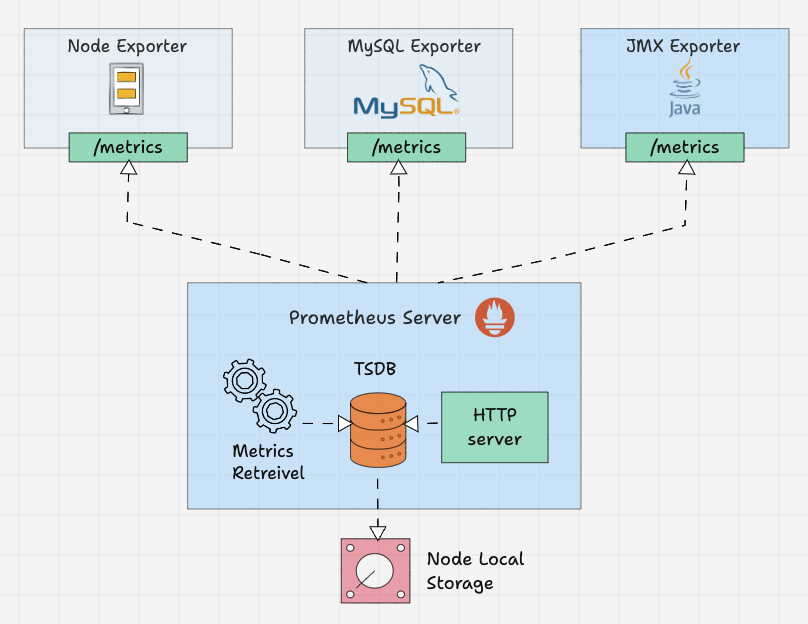 Node Exporter
MySQL Exporter
JMX Exporter
MySQL®
Java
/metrics
/metrics
/metrics
Prometheus Server
TSDB
HTTP
server
Metrics
Retreivel
Node Local
Storage